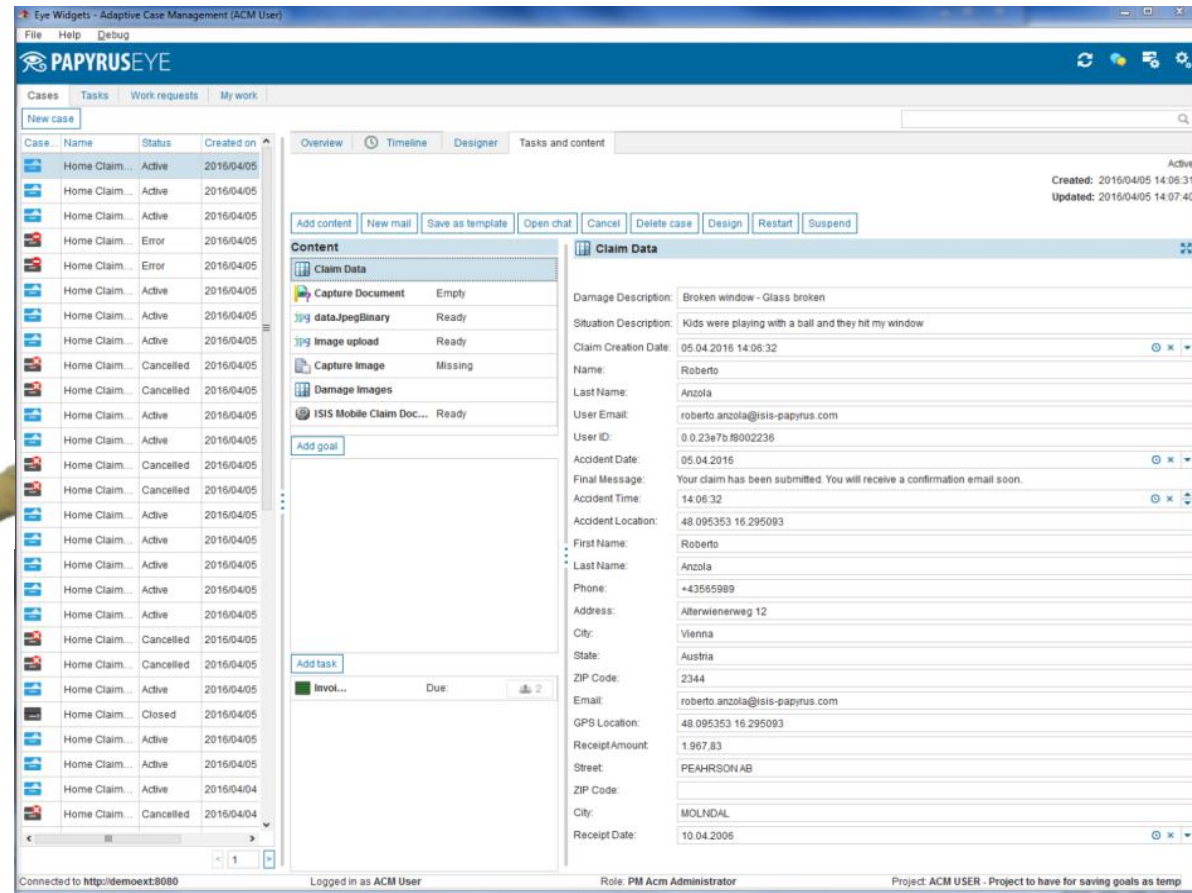 Eye Widgets - Adaptive Case Management (ACM User)
File Help Debug
PAPYRUSEYE
Cases Tasks Work requests My work
New case
Case... Name Status Created on
Overview Timeline Designer Tasks and content
Home Claim... Active 2016/04/05
Home Claim... Active 2016/04/05
Home Claim... Active 2016/04/05
Home Claim... Error 2016/04/05
Home Claim... Error 2016/04/05
Home Claim... Active 2016/04/05
Home Claim... Active 2016/04/05
Home Claim... Active 2016/04/05
Home Claim... Cancelled 2016/04/05
Home Claim... Cancelled 2016/04/05
Home Claim... Active 2016/04/05
Home Claim... Active 2016/04/05
Home Claim... Cancelled 2016/04/05
Home Claim... Cancelled 2016/04/05
Home Claim... Active 2016/04/05
Home Claim... Active 2016/04/05
Home Claim... Active 2016/04/05
Home Claim... Active 2016/04/05
Home Claim... Active 2016/04/05
Home Claim... Cancelled 2016/04/05
Home Claim... Cancelled 2016/04/05
Home Claim... Active 2016/04/05
Home Claim... Closed 2016/04/05
Home Claim... Active 2016/04/05
Home Claim... Active 2016/04/05
Home Claim... Active 2016/04/04
Home Claim... Cancelled 2016/04/04
< 1 >
Active
Created: 2016/04/05 14:06:31
Updated: 2016/04/05 14:07:40
Add content New mail Save as template Open chat Cancel Delete case Design Restart Suspend
Content
Claim Data
Capture Document Empty
jpg dataJpegBinary Ready
jpg Image upload Ready
Capture Image Missing
Damage Images
ISIS Mobile Claim Doc... Ready
Add goal
Add task
Invoi... Due: 2
Claim Data
Damage Description: Broken window - Glass broken
Situation Description: Kids were playing with a ball and they hit my window
Claim Creation Date: 05.04.2016 14:06:32
Name: Roberto
Last Name: Anzola
User Email: roberto.anzola@isis-papyrus.com
User ID: 0.0.23e7b.f8002236
Accident Date: 05.04.2016
Final Message: Your claim has been submitted. You will receive a confirmation email soon.
Accident Time: 14:06:32
Accident Location: 48.095353 16.295093
First Name: Roberto
Last Name: Anzola
Phone: +43565989
Address: Alterwienerweg 12
City: Vienna
State: Austria
ZIP Code: 2344
Email: roberto.anzola@isis-papyrus.com
GPS Location: 48.095353 16.295093
Receipt Amount: 1.967,83
Street: PEAHRSON AB
ZIP Code:
City: MOLNDAL
Receipt Date: 10.04.2006
Connected to http://demoext:8080 Logged in as ACM User Role: PM Acm Administrator Project: ACM USER - Project to have for saving goals as temp